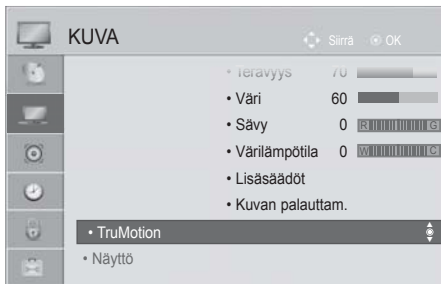 KUVA
Siirrä OK
• Terävyys 70
• Väri 60
• Sävy 0 R G
• Värilämpötila 0 W C
• Lisäsäädöt
• Kuvan palauttam.
• TruMotion
• Näyttö